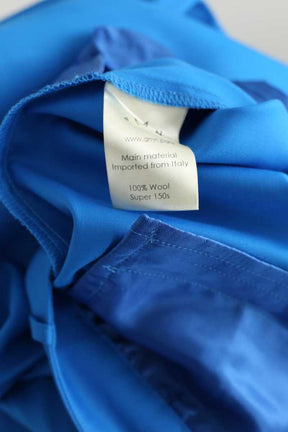 Main material
Imported from Italy
100% Wool
Super 150s